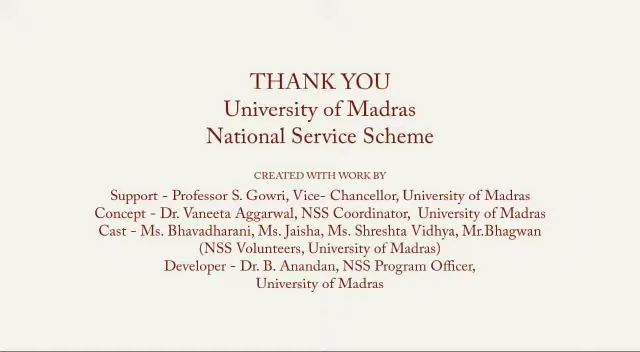 THANK YOU
University of Madras
National Service Scheme
CREATED WITH WORK BY
Support - Professor S. Gowri, Vice- Chancellor, University of Madras
Concept - Dr. Vaneeta Aggarwal, NSS Coordinator, University of Madras
Cast - Ms. Bhavadharani, Ms. Jaisha, Ms. Shreshta Vidhya, Mr.Bhagwan
(NSS Volunteers, University of Madras)
Developer - Dr. B. Anandan, NSS Program Officer,
University of Madras